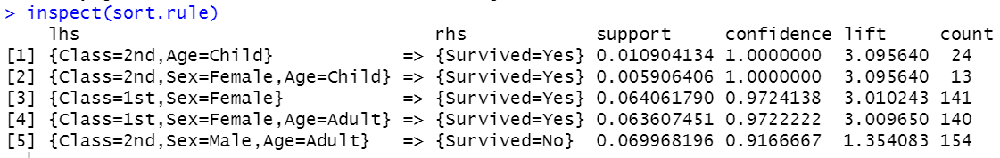 > inspect(sort.rule)
lhs rhs support confidence lift count
[1] {Class=2nd,Age=Child} => {Survived=Yes} 0.010904134 1.0000000 3.095640 24
[2] {Class=2nd,Sex=Female,Age=Child} => {Survived=Yes} 0.005906406 1.0000000 3.095640 13
[3] {Class=1st,Sex=Female} => {Survived=Yes} 0.064061790 0.9724138 3.010243 141
[4] {Class=1st,Sex=Female,Age=Adult} => {Survived=Yes} 0.063607451 0.9722222 3.009650 140
[5] {Class=2nd,Sex=Male,Age=Adult} => {Survived=No} 0.069968196 0.9166667 1.354083 154